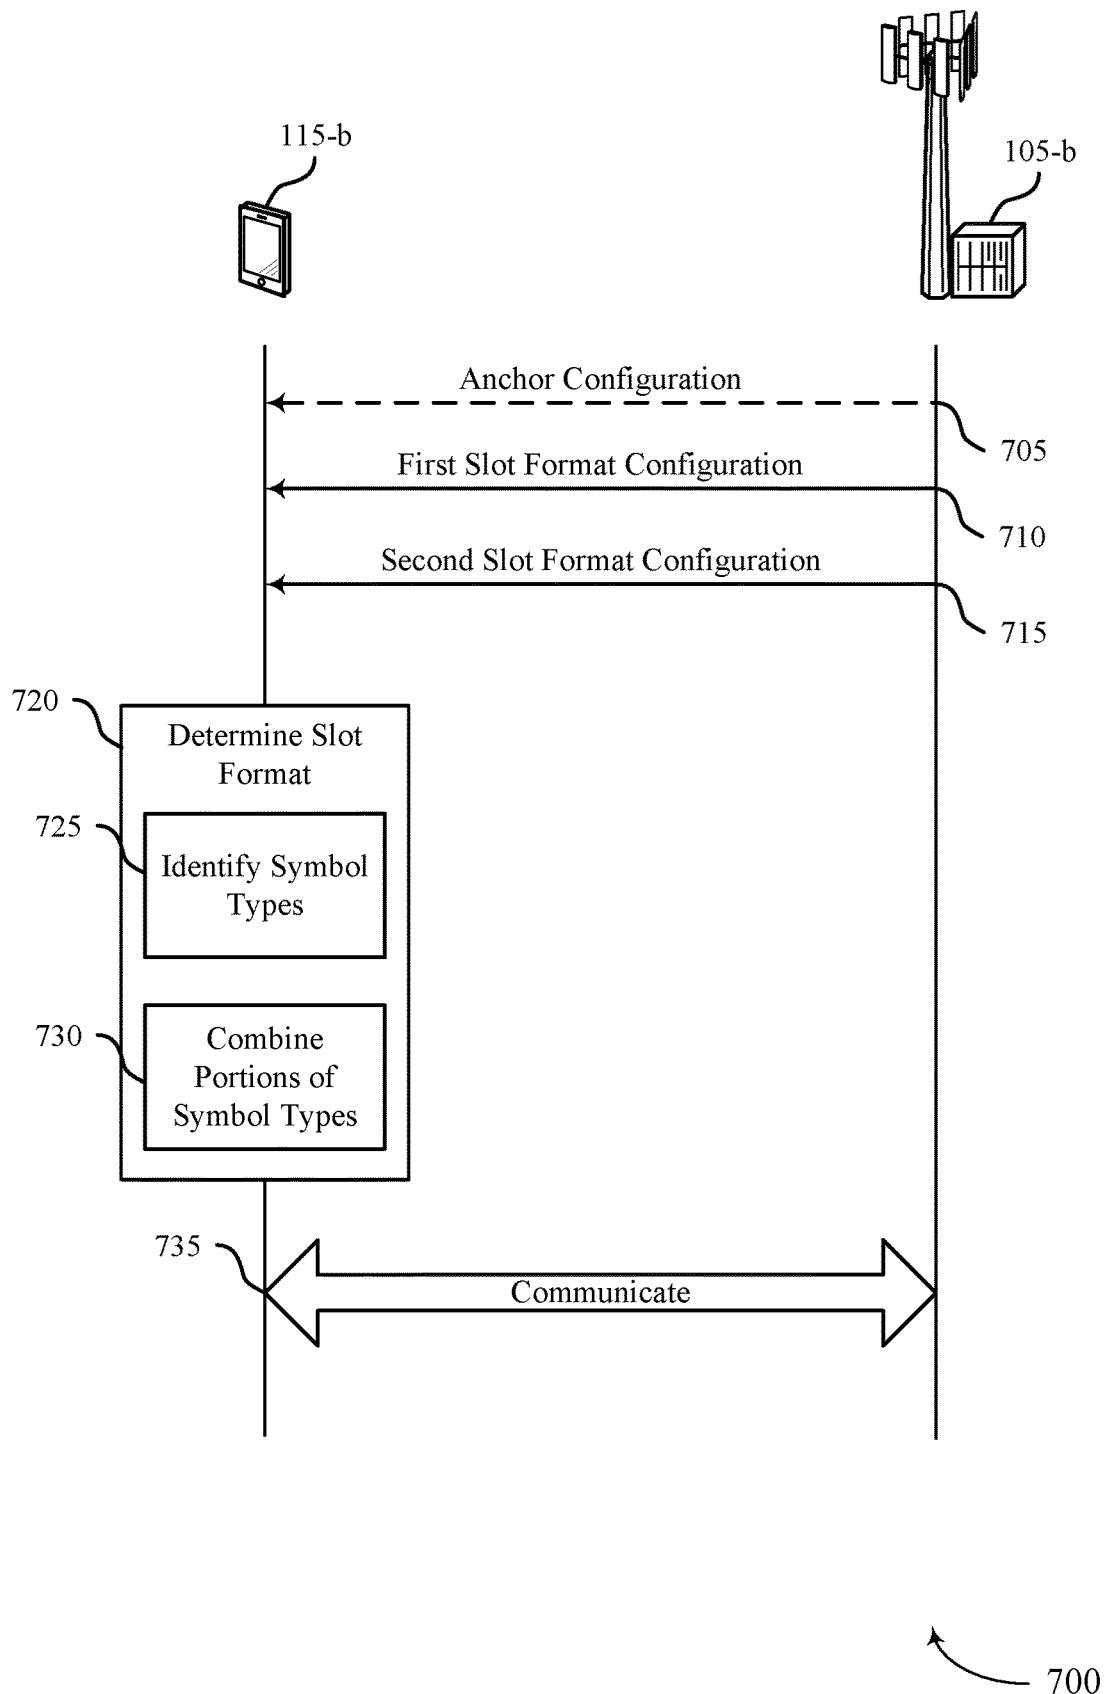 115-b
105-b
Anchor Configuration
705
First Slot Format Configuration
710
Second Slot Format Configuration
715
720
Determine Slot
Format
725
Identify Symbol
Types
730
Combine
Portions of
Symbol Types
735
Communicate
700